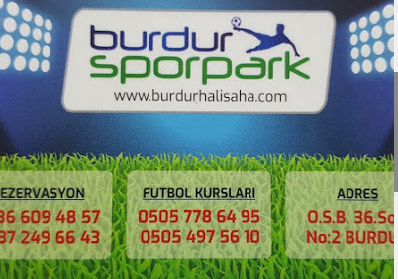 burdur
sporpark
www.burdurhalisaha.com
EZERVASYON
36 609 48 57
37 249 66 43
FUTBOL KURSLARI
0505 778 64 95
0505 497 56 10
ADRES
O.S.B. 36.So
No:2 BURDU